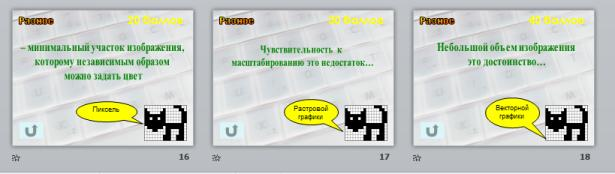 Разное 20 баллов
– минимальный участок изображения,
которому независимым образом
можно задать цвет
Пиксель
16
Разное 30 баллов
Чувствительность к
масштабированию это недостаток…
Растровой
графики
17
Разное 40 баллов
Небольшой объем изображения
это достоинство…
Векторной
графики
18